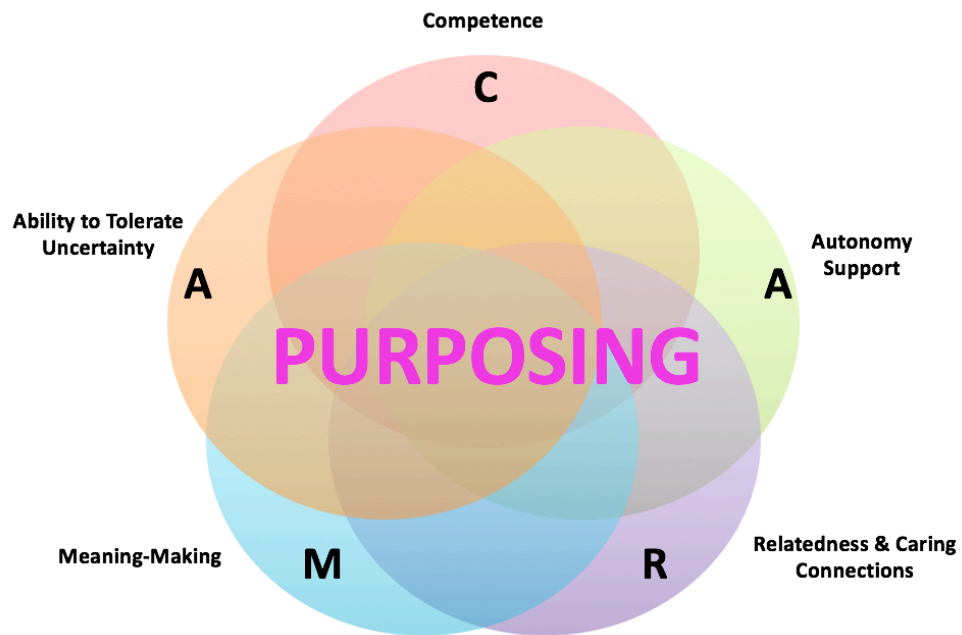 Competence
C
Ability to Tolerate
Uncertainty
A
Autonomy
Support
A
PURPOSING
Meaning-Making
M
R
Relatedness & Caring
Connections